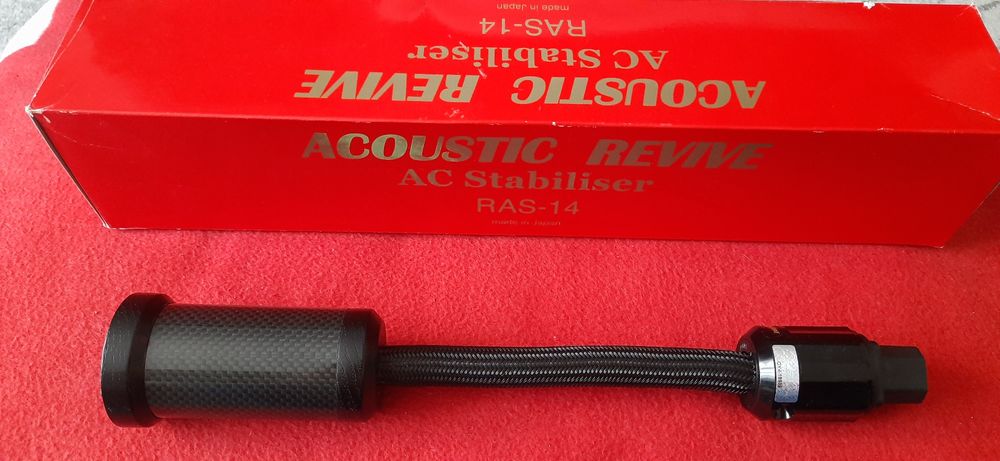 made in Japan
RAS-14
AC Stabiliser
ACOUSTIC REVIVE
ACOUSTIC REVIVE
AC Stabiliser
RAS-14
made in Japan